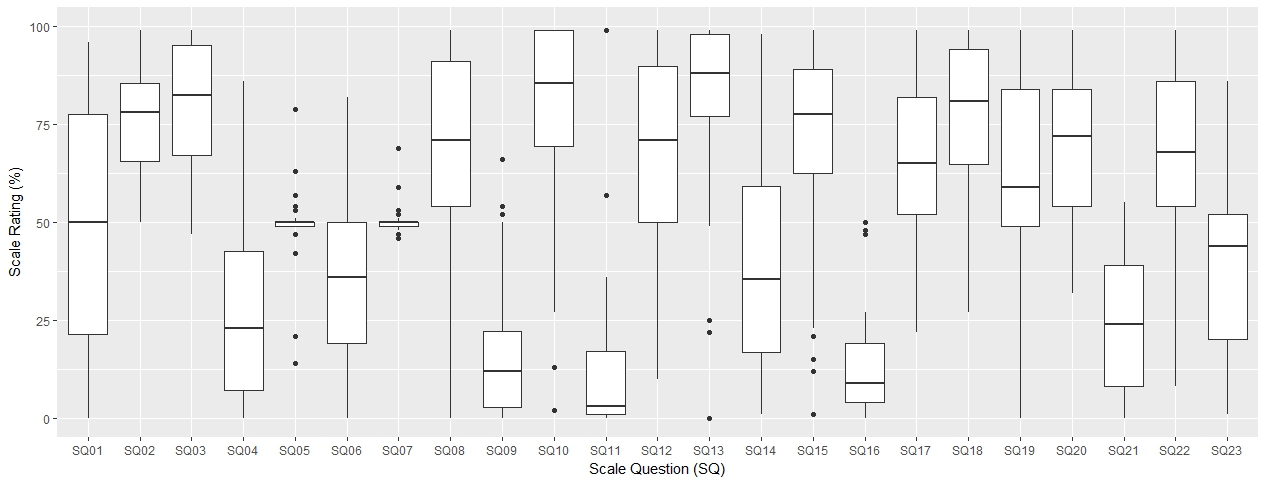 Scale Rating (%)
100
75
50
25
0
SQ01 SQ02 SQ03 SQ04 SQ05 SQ06 SQ07 SQ08 SQ09 SQ10 SQ11 SQ12 SQ13 SQ14 SQ15 SQ16 SQ17 SQ18 SQ19 SQ20 SQ21 SQ22 SQ23
Scale Question (SQ)